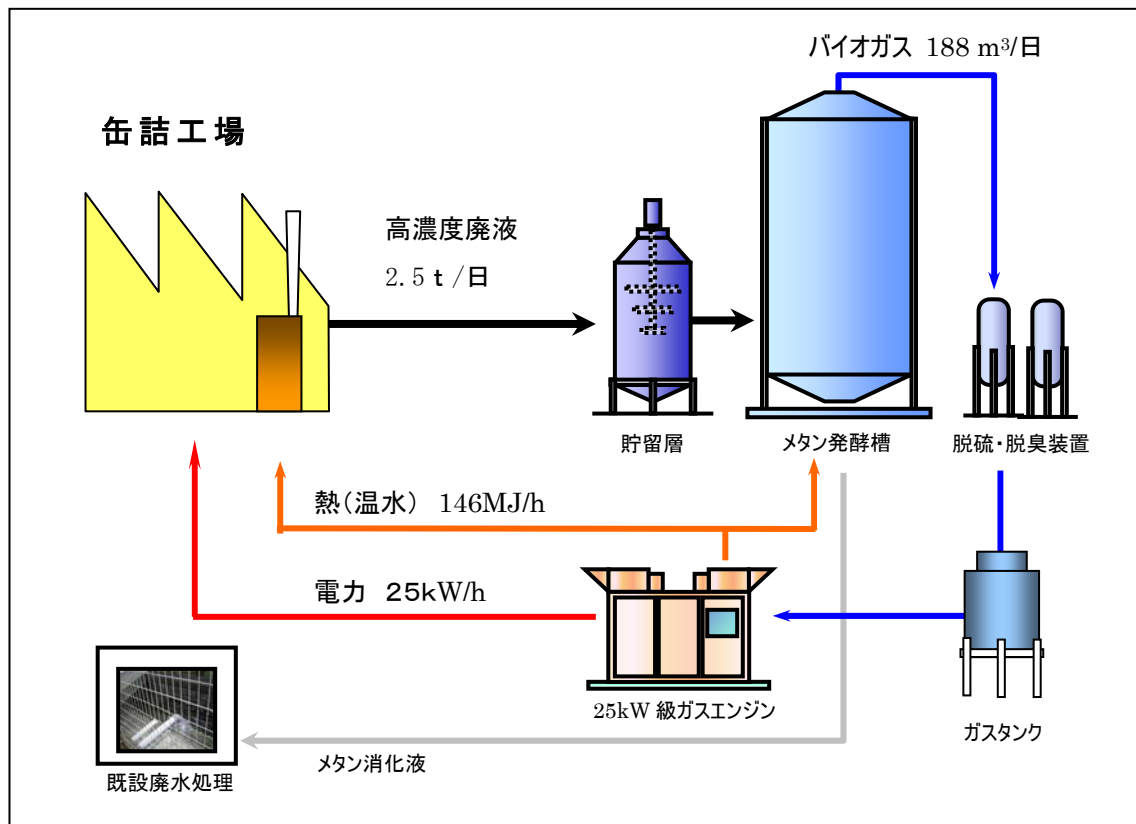 バイオガス 188 m³/日
缶詰工場
高濃度廃液
2.5 t /日
貯留層
メタン発酵槽
脱硫・脱臭装置
熱(温水) 146MJ/h
電力 25kW/h
25kW 級ガスエンジン
ガスタンク
メタン消化液
既設廃水処理